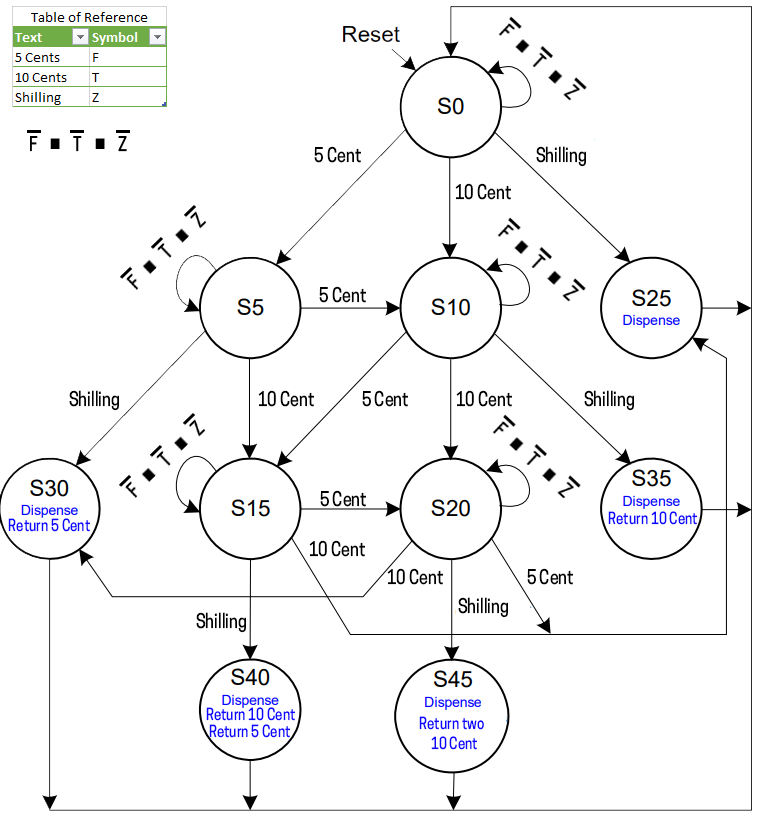 Table of Reference
Text Symbol
5 Cents F
10 Cents T
Shilling Z
F̅ ▪ T̅ ▪ Z̅
Reset
F̅ ▪ T̅ ▪ Z̅
S0
5 Cent
10 Cent
Shilling
F̅ ▪ T̅ ▪ Z̅
F̅ ▪ T̅ ▪ Z̅
S5
5 Cent
S10
S25
Dispense
Shilling
10 Cent
5 Cent
10 Cent
Shilling
F̅ ▪ T̅ ▪ Z̅
F̅ ▪ T̅ ▪ Z̅
S30
Dispense
Return 5 Cent
S15
5 Cent
S20
S35
Dispense
Return 10 Cent
10 Cent
10 Cent
5 Cent
Shilling
Shilling
S40
Dispense
Return 10 Cent
Return 5 Cent
S45
Dispense
Return two
10 Cent